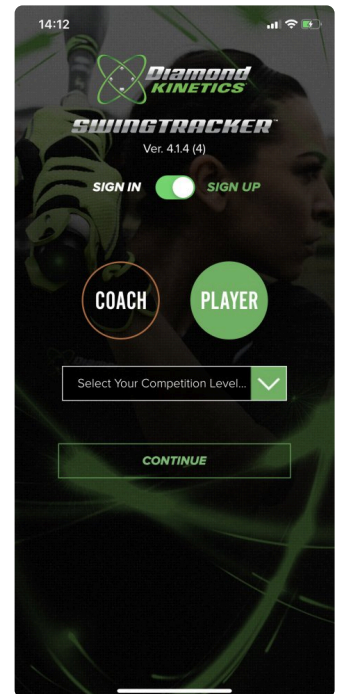 14:12
Diamond
KINETICS
SWINGTRACKER™
Ver. 4.1.4 (4)
SIGN IN SIGN UP
COACH PLAYER
Select Your Competition Level...
CONTINUE